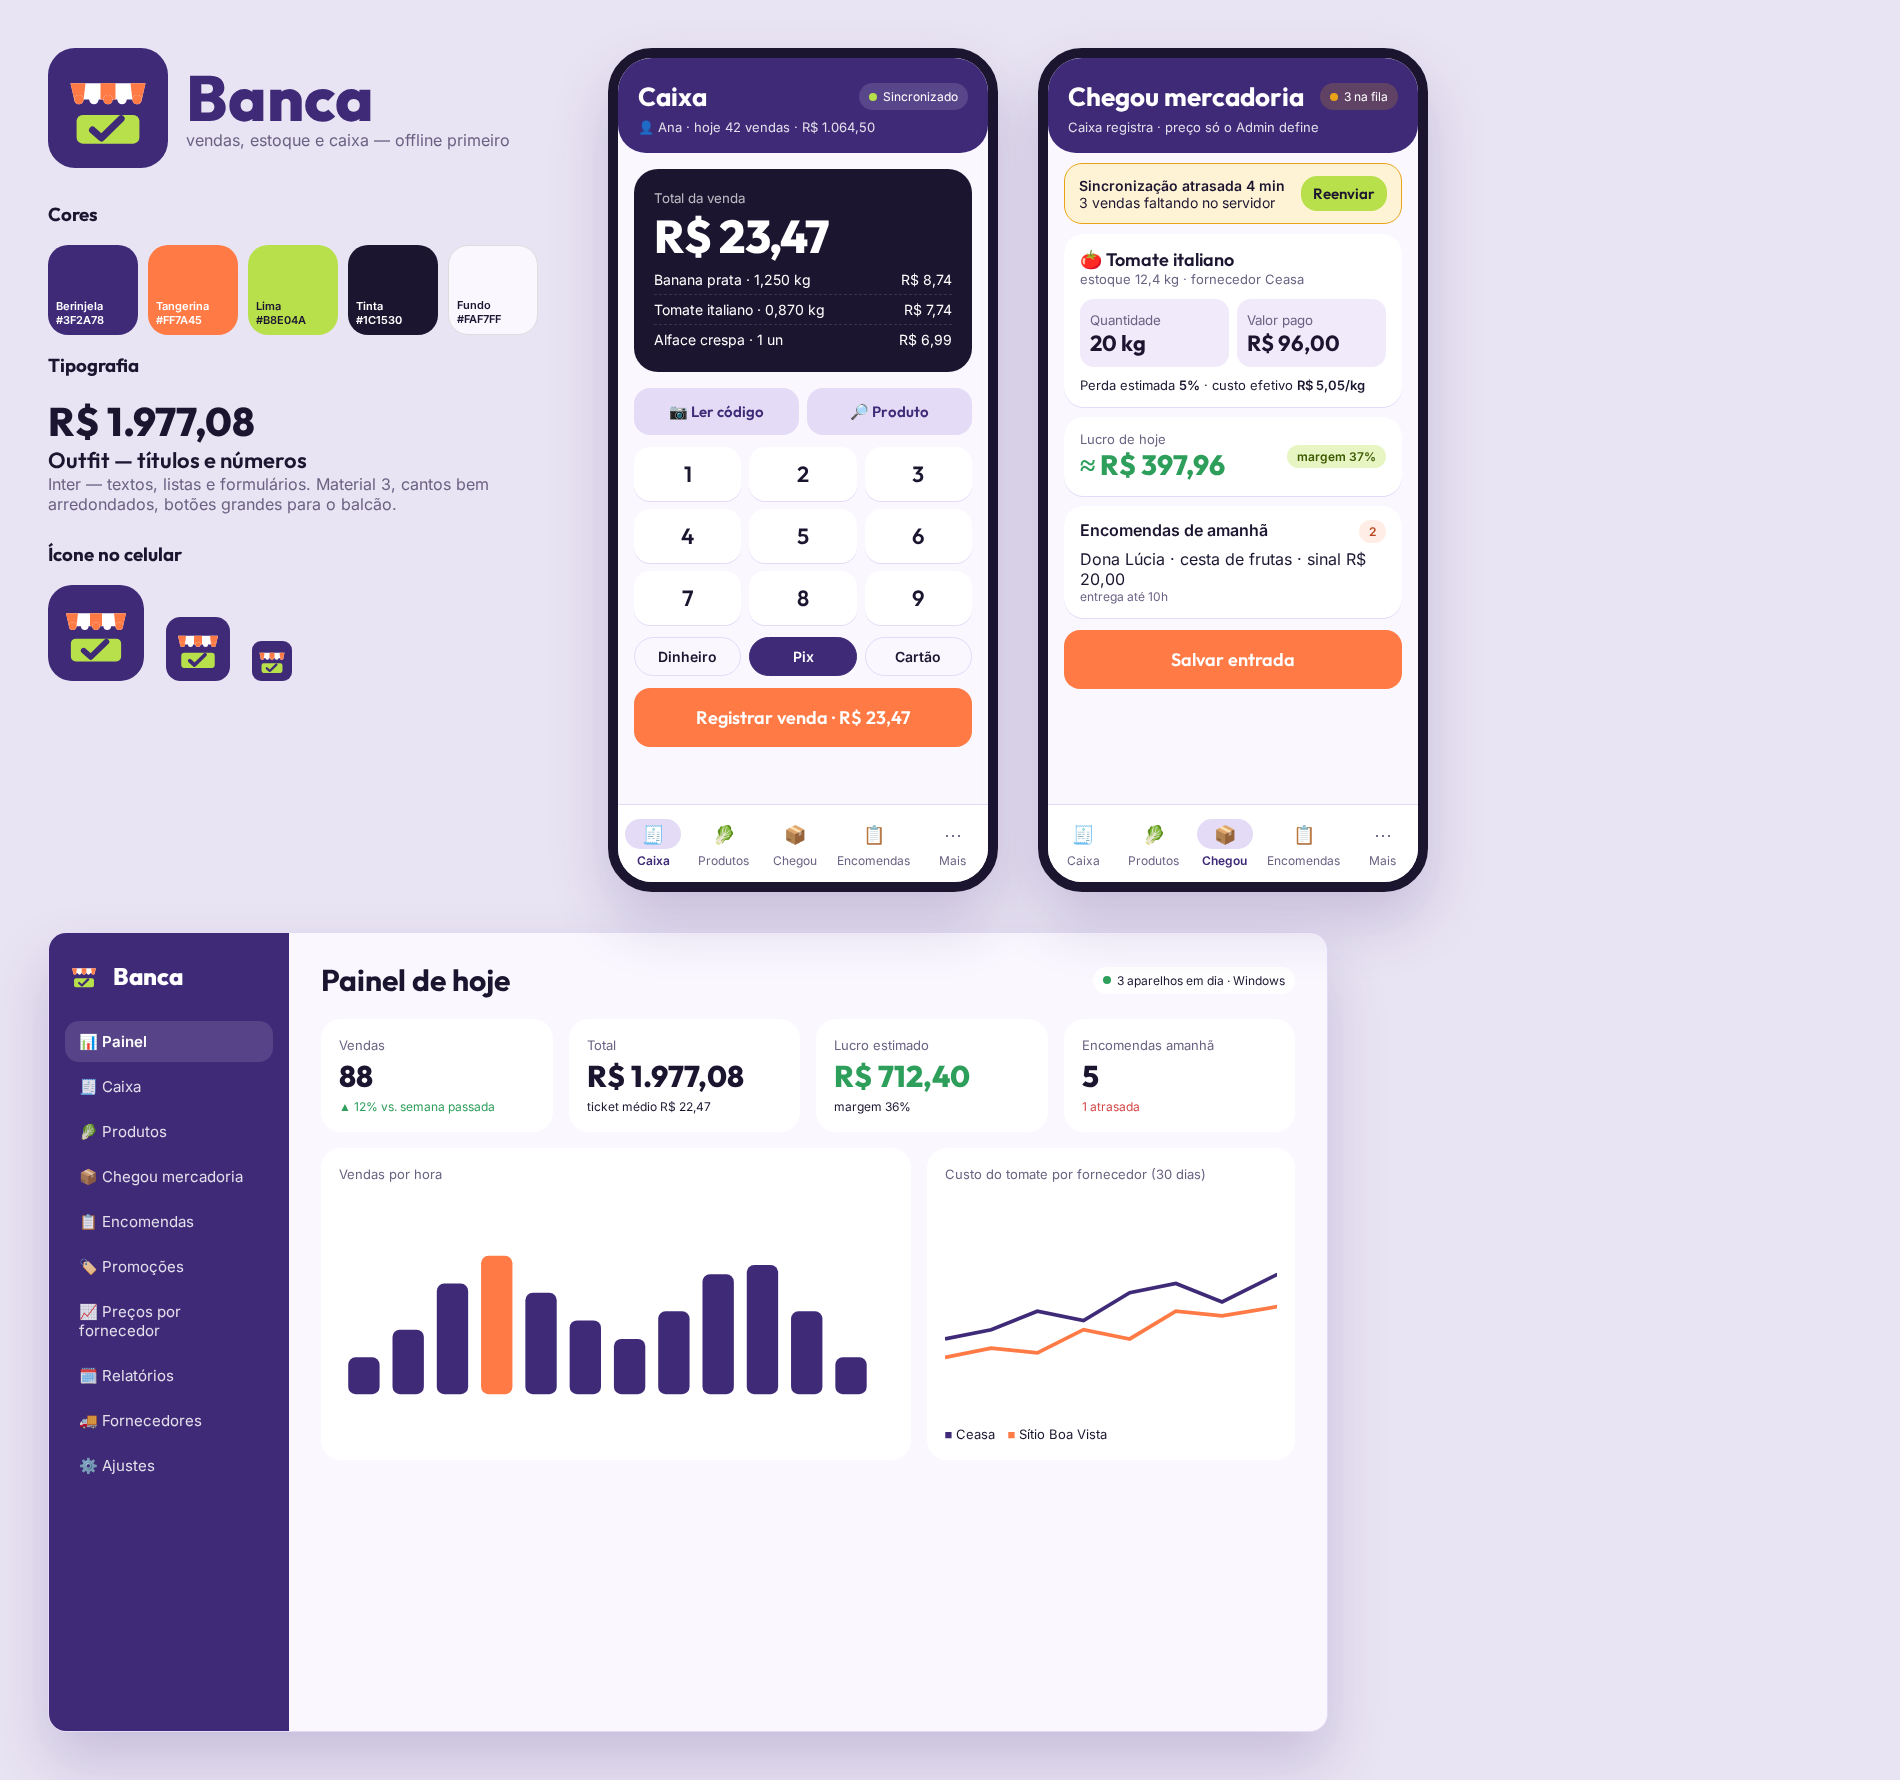 Banca
vendas, estoque e caixa — offline primeiro
Cores
Berinjela
#3F2A78
Tangerina
#FF7A45
Lima
#B8E04A
Tinta
#1C1530
Fundo
#FAF7FF
Tipografia
R$ 1.977,08
Outfit — títulos e números
Inter — textos, listas e formulários. Material 3, cantos bem
arredondados, botões grandes para o balcão.
Ícone no celular
Caixa
Sincronizado
Ana · hoje 42 vendas · R$ 1.064,50
Total da venda
R$ 23,47
Banana prata · 1,250 kg R$ 8,74
Tomate italiano · 0,870 kg R$ 7,74
Alface crespa · 1 un R$ 6,99
Ler código
Produto
1 2 3
4 5 6
7 8 9
Dinheiro Pix Cartão
Registrar venda · R$ 23,47
Caixa Produtos Chegou Encomendas Mais
Chegou mercadoria
3 na fila
Caixa registra · preço só o Admin define
Sincronização atrasada 4 min
3 vendas faltando no servidor
Reenviar
Tomate italiano
estoque 12,4 kg · fornecedor Ceasa
Quantidade
20 kg
Valor pago
R$ 96,00
Perda estimada 5% · custo efetivo R$ 5,05/kg
Lucro de hoje
≈ R$ 397,96
margem 37%
Encomendas de amanhã
2
Dona Lúcia · cesta de frutas · sinal R$
20,00
entrega até 10h
Salvar entrada
Caixa Produtos Chegou Encomendas Mais
Banca
Painel
Caixa
Produtos
Chegou mercadoria
Encomendas
Promoções
Preços por
fornecedor
Relatórios
Fornecedores
Ajustes
Painel de hoje
3 aparelhos em dia · Windows
Vendas
88
▲ 12% vs. semana passada
Total
R$ 1.977,08
ticket médio R$ 22,47
Lucro estimado
R$ 712,40
margem 36%
Encomendas amanhã
5
1 atrasada
Vendas por hora
Custo do tomate por fornecedor (30 dias)
Ceasa
Sítio Boa Vista